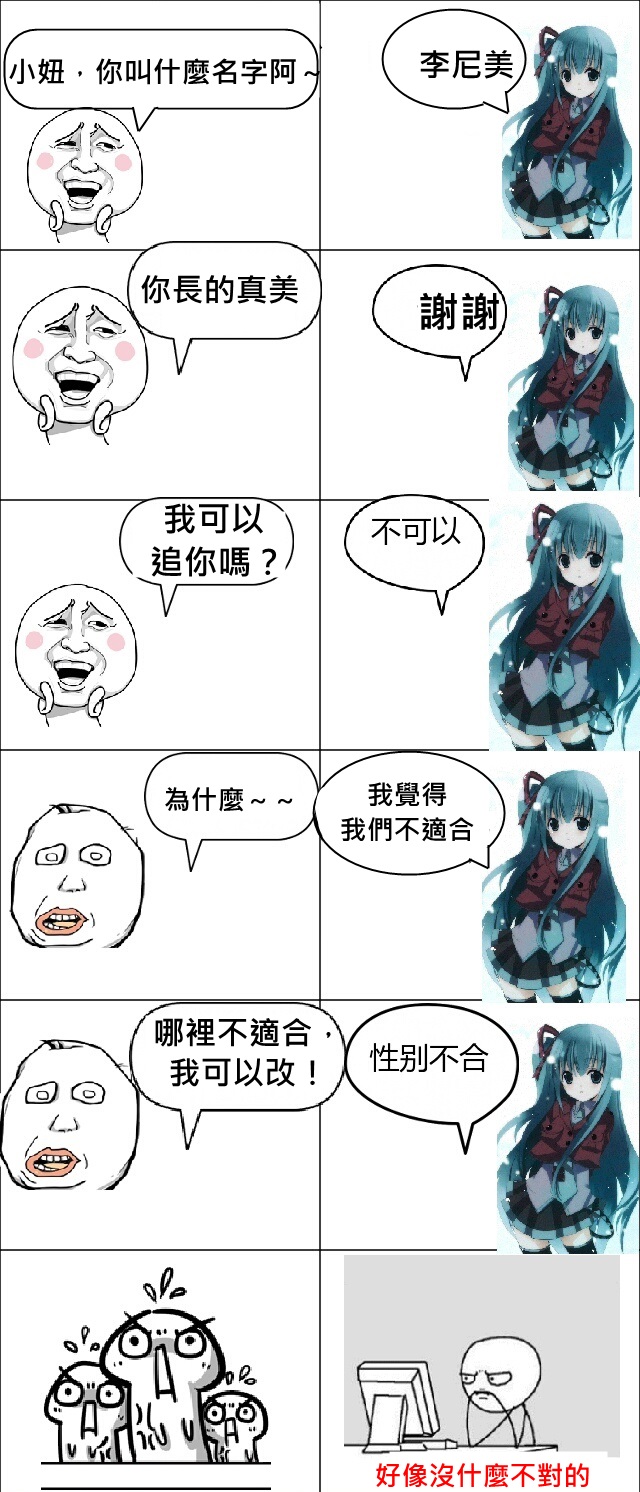 小妞，你叫什麼名字阿～
李尼美
你長的真美
謝謝
我可以
追你嗎？
不可以
為什麼～～
我覺得
我們不適合
哪裡不適合，
我可以改！
性别不合
好像沒什麼不對的